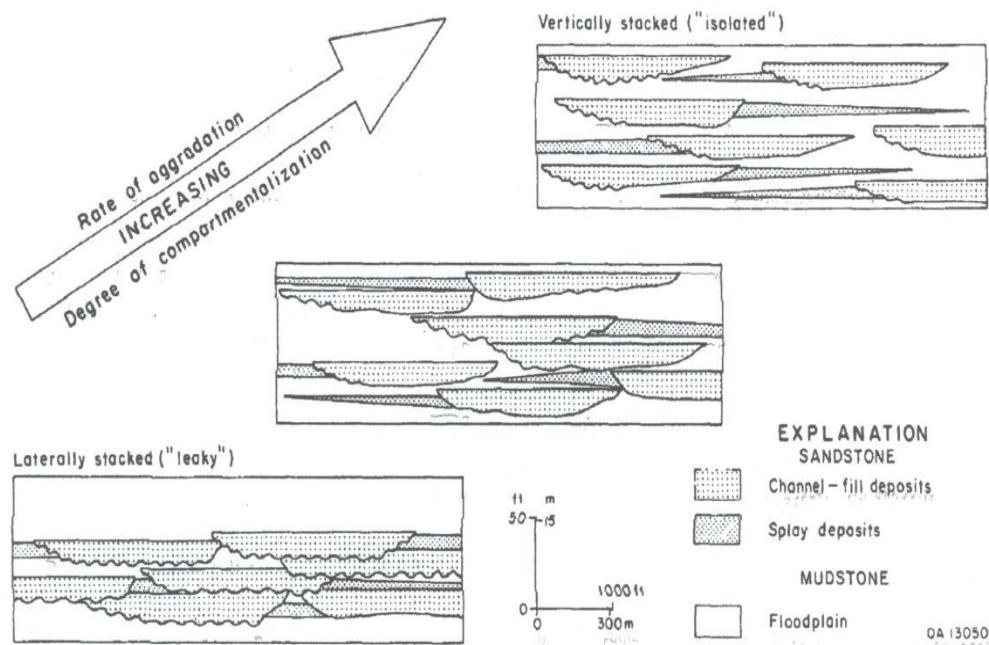 Vertically stacked ("isolated")
Rate of aggradation
INCREASING
Degree of compartmentalization
Laterally stacked ("leaky")
EXPLANATION
SANDSTONE
Channel-fill deposits
Splay deposits
MUDSTONE
Floodplain
ft m
50 15
1000 ft
0 0 300 m
QA 13050